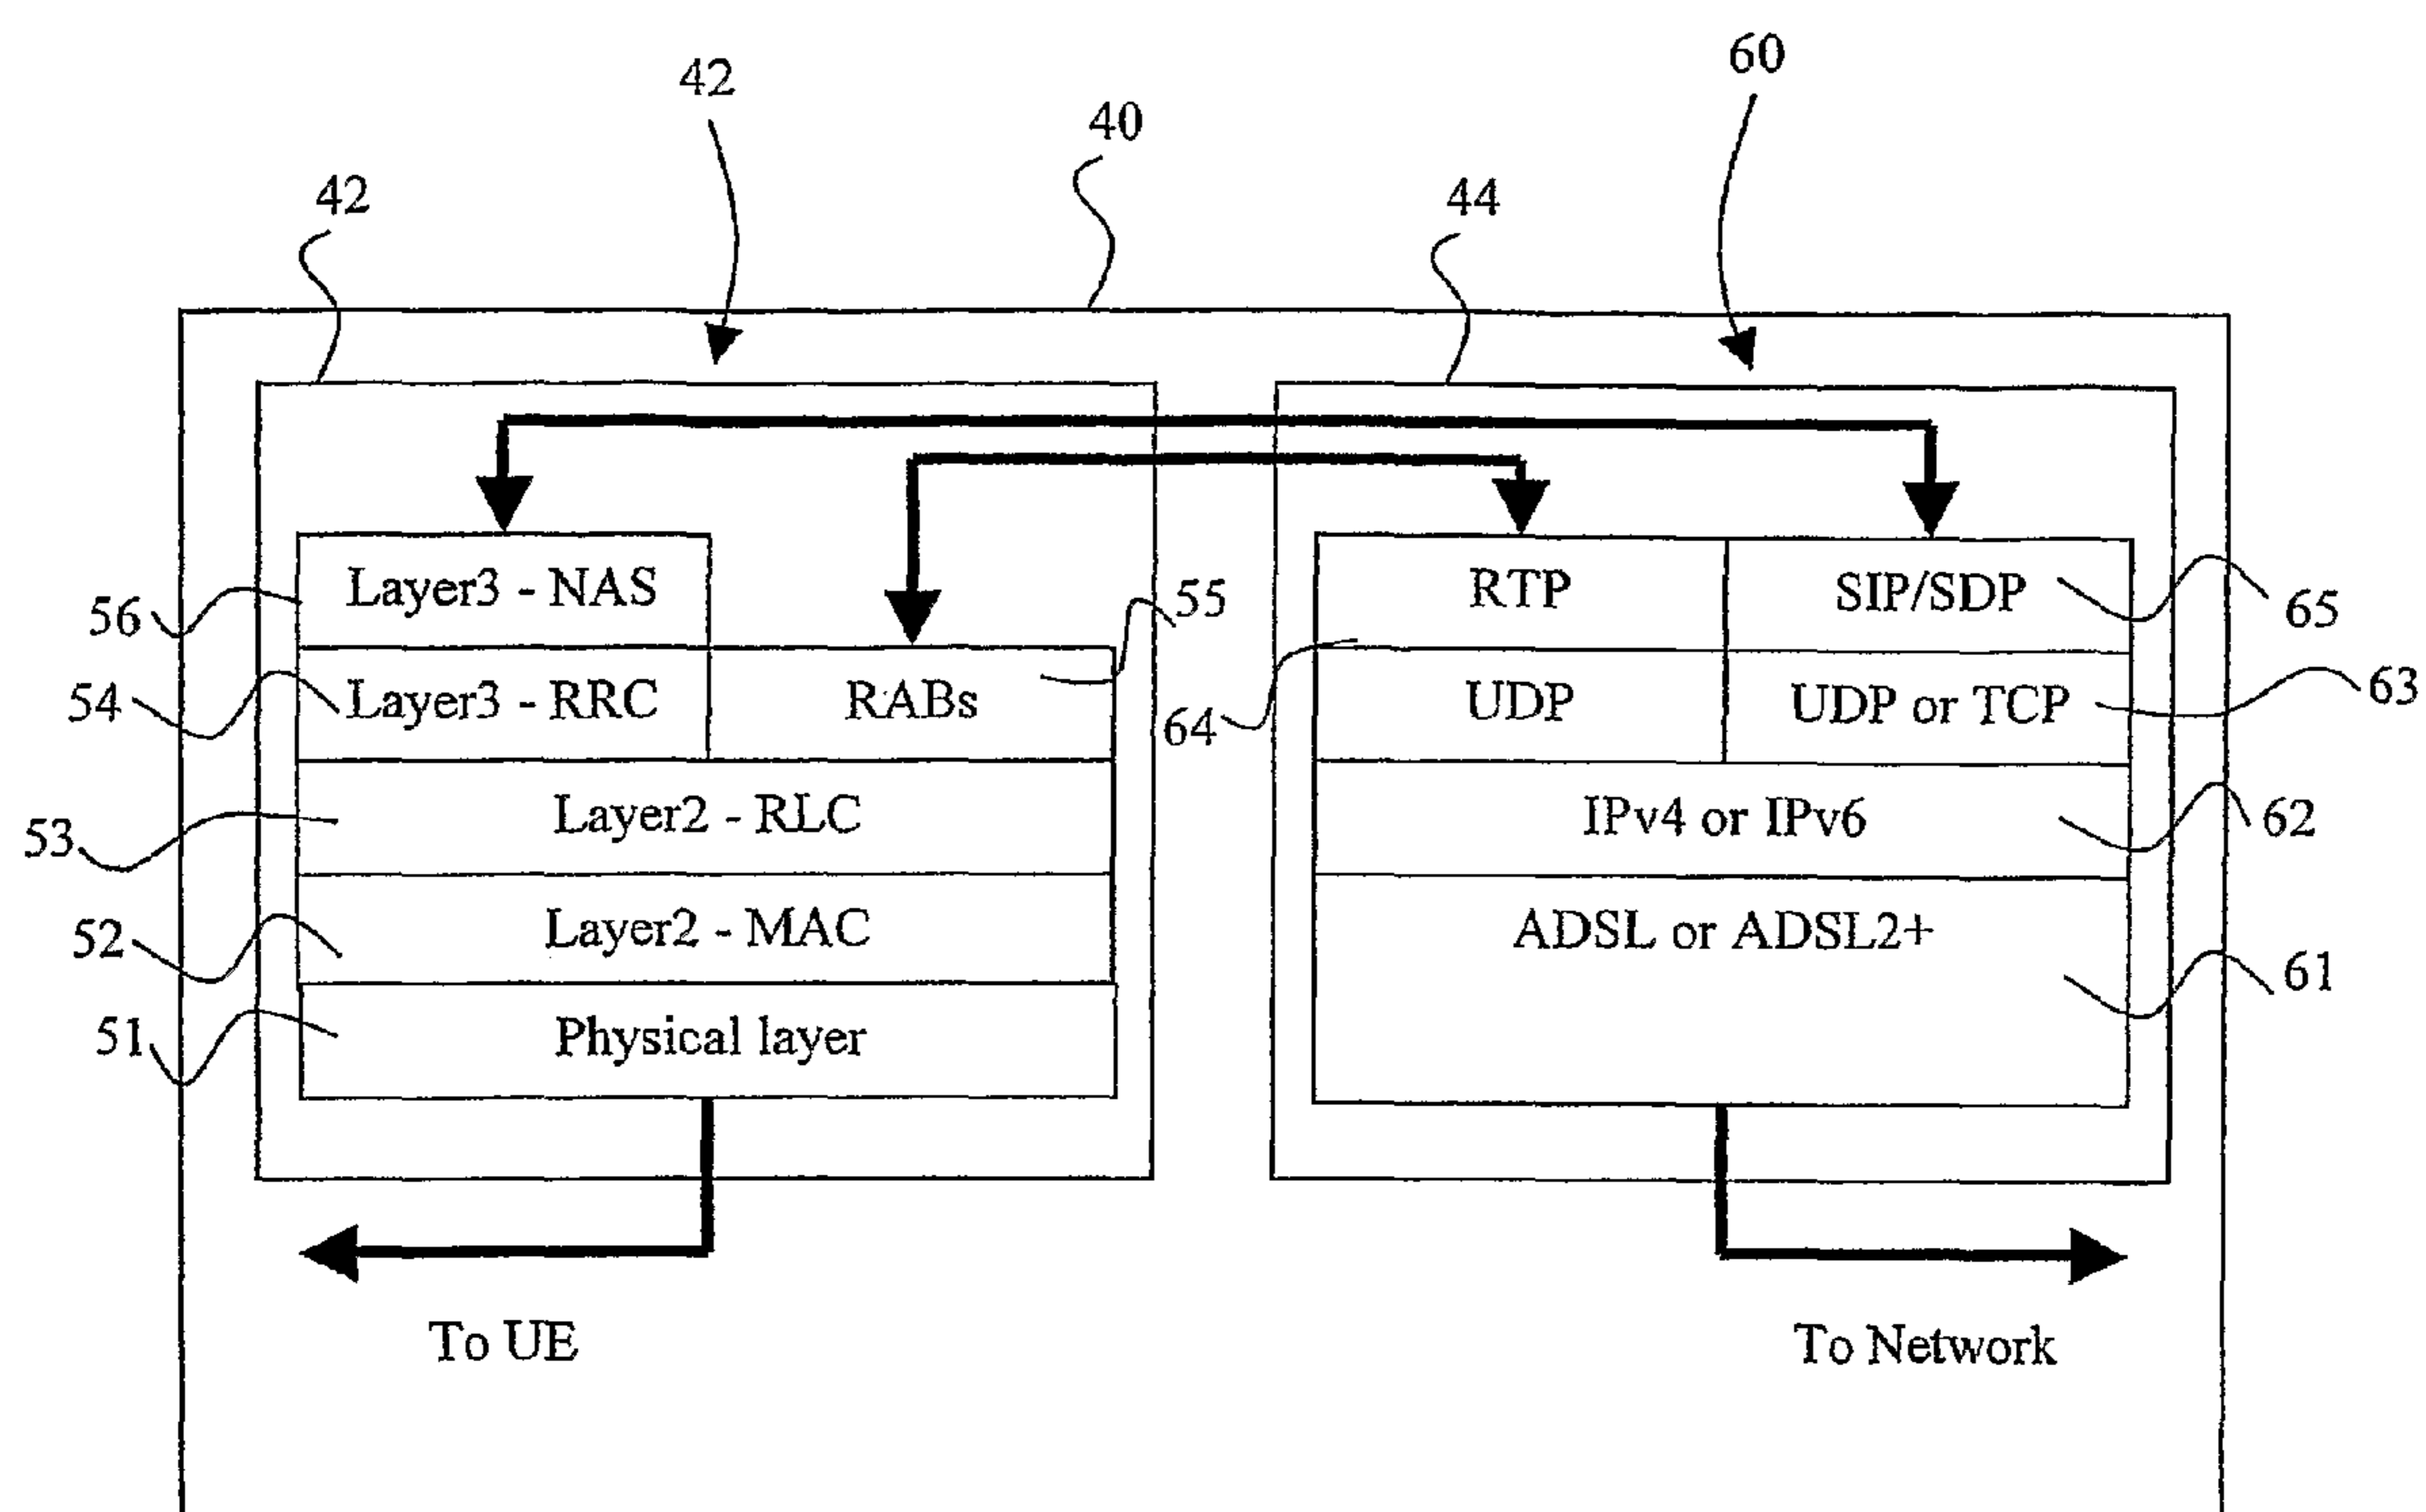 60
42
40
42
44
Layer3 - NAS
RTP
SIP/SDP
56
55
65
Layer3 - RRC
RABs
UDP
UDP or TCP
54
64
63
Layer2 - RLC
IPv4 or IPv6
53
62
Layer2 - MAC
ADSL or ADSL2+
52
61
51
Physical layer
To UE
To Network